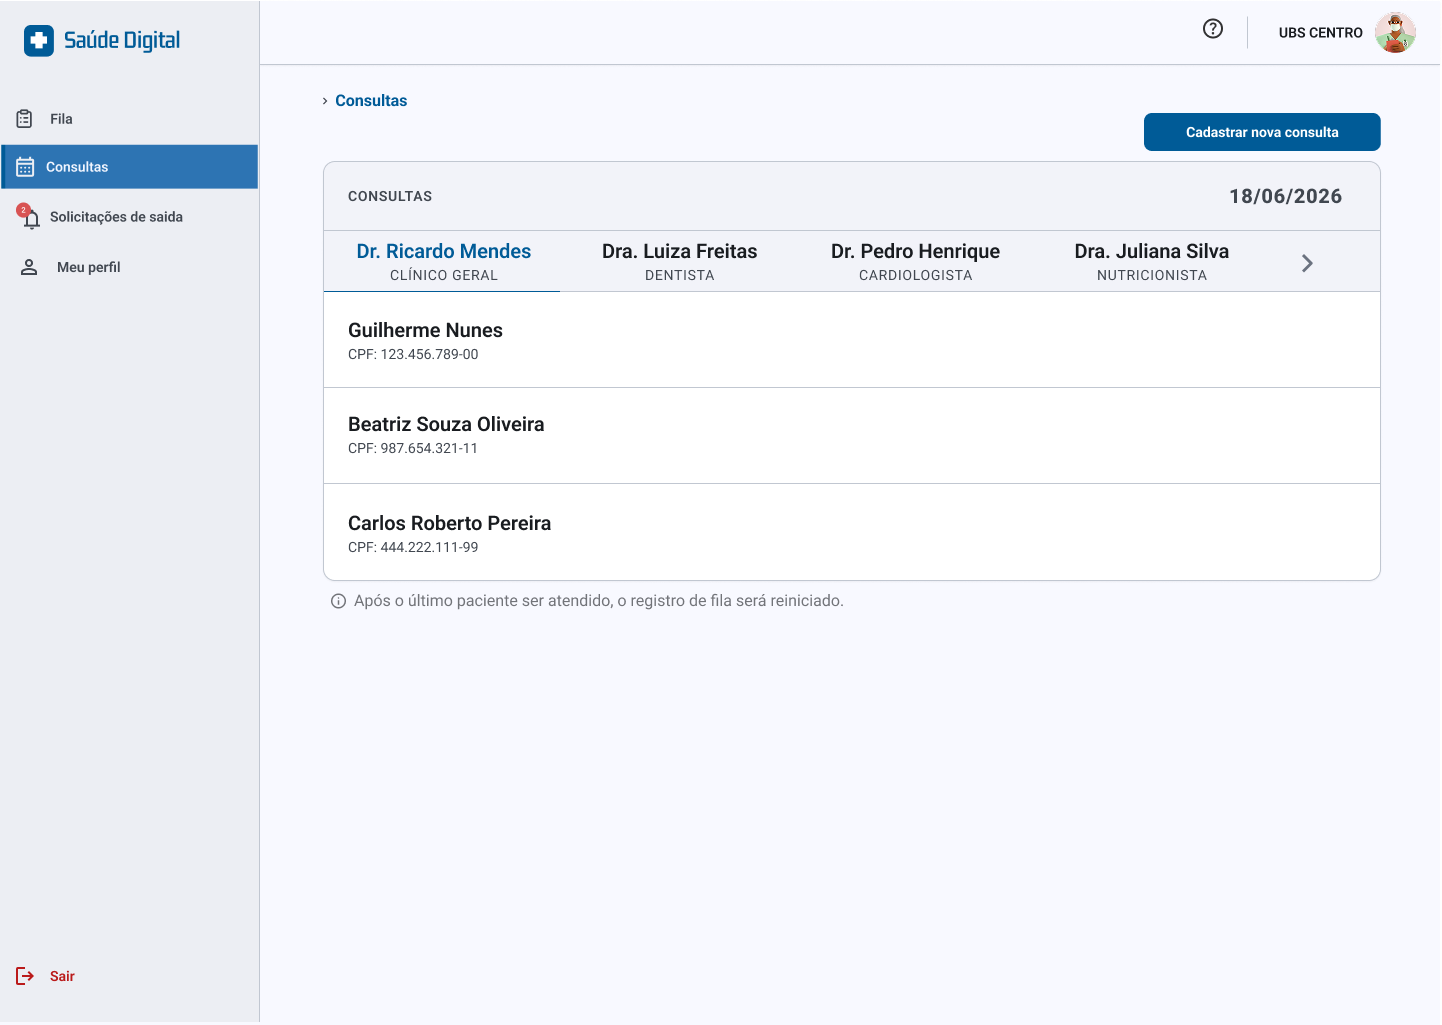 Saúde Digital
UBS CENTRO
Fila
Consultas
2
Solicitações de saida
Meu perfil
Sair
Consultas
Cadastrar nova consulta
CONSULTAS
18/06/2026
Dr. Ricardo Mendes
CLÍNICO GERAL
Dra. Luiza Freitas
DENTISTA
Dr. Pedro Henrique
CARDIOLOGISTA
Dra. Juliana Silva
NUTRICIONISTA
Guilherme Nunes
CPF: 123.456.789-00
Beatriz Souza Oliveira
CPF: 987.654.321-11
Carlos Roberto Pereira
CPF: 444.222.111-99
Após o último paciente ser atendido, o registro de fila será reiniciado.